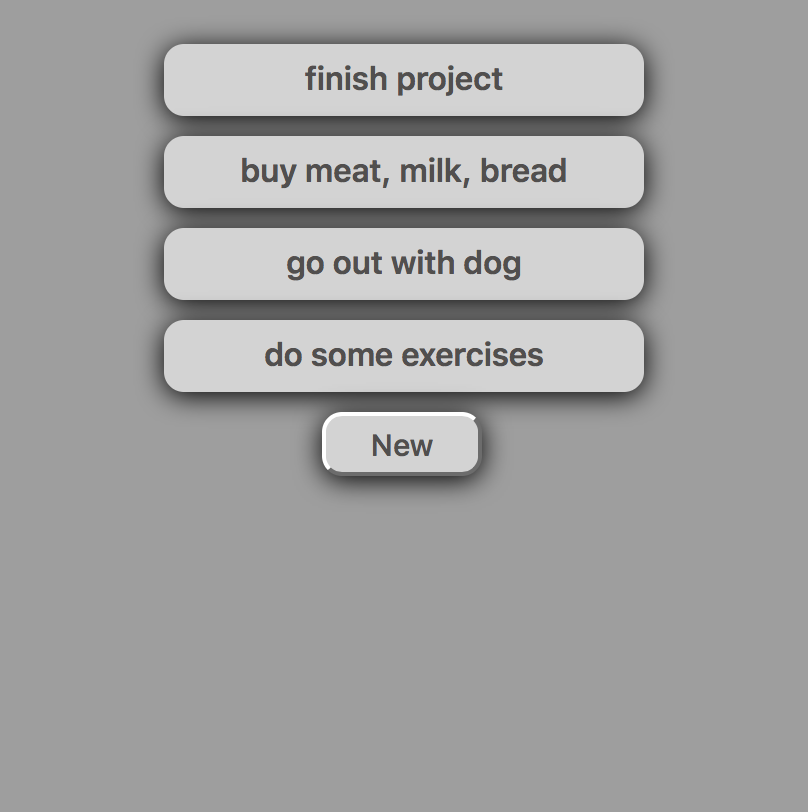 finish project
buy meat, milk, bread
go out with dog
do some exercises
New